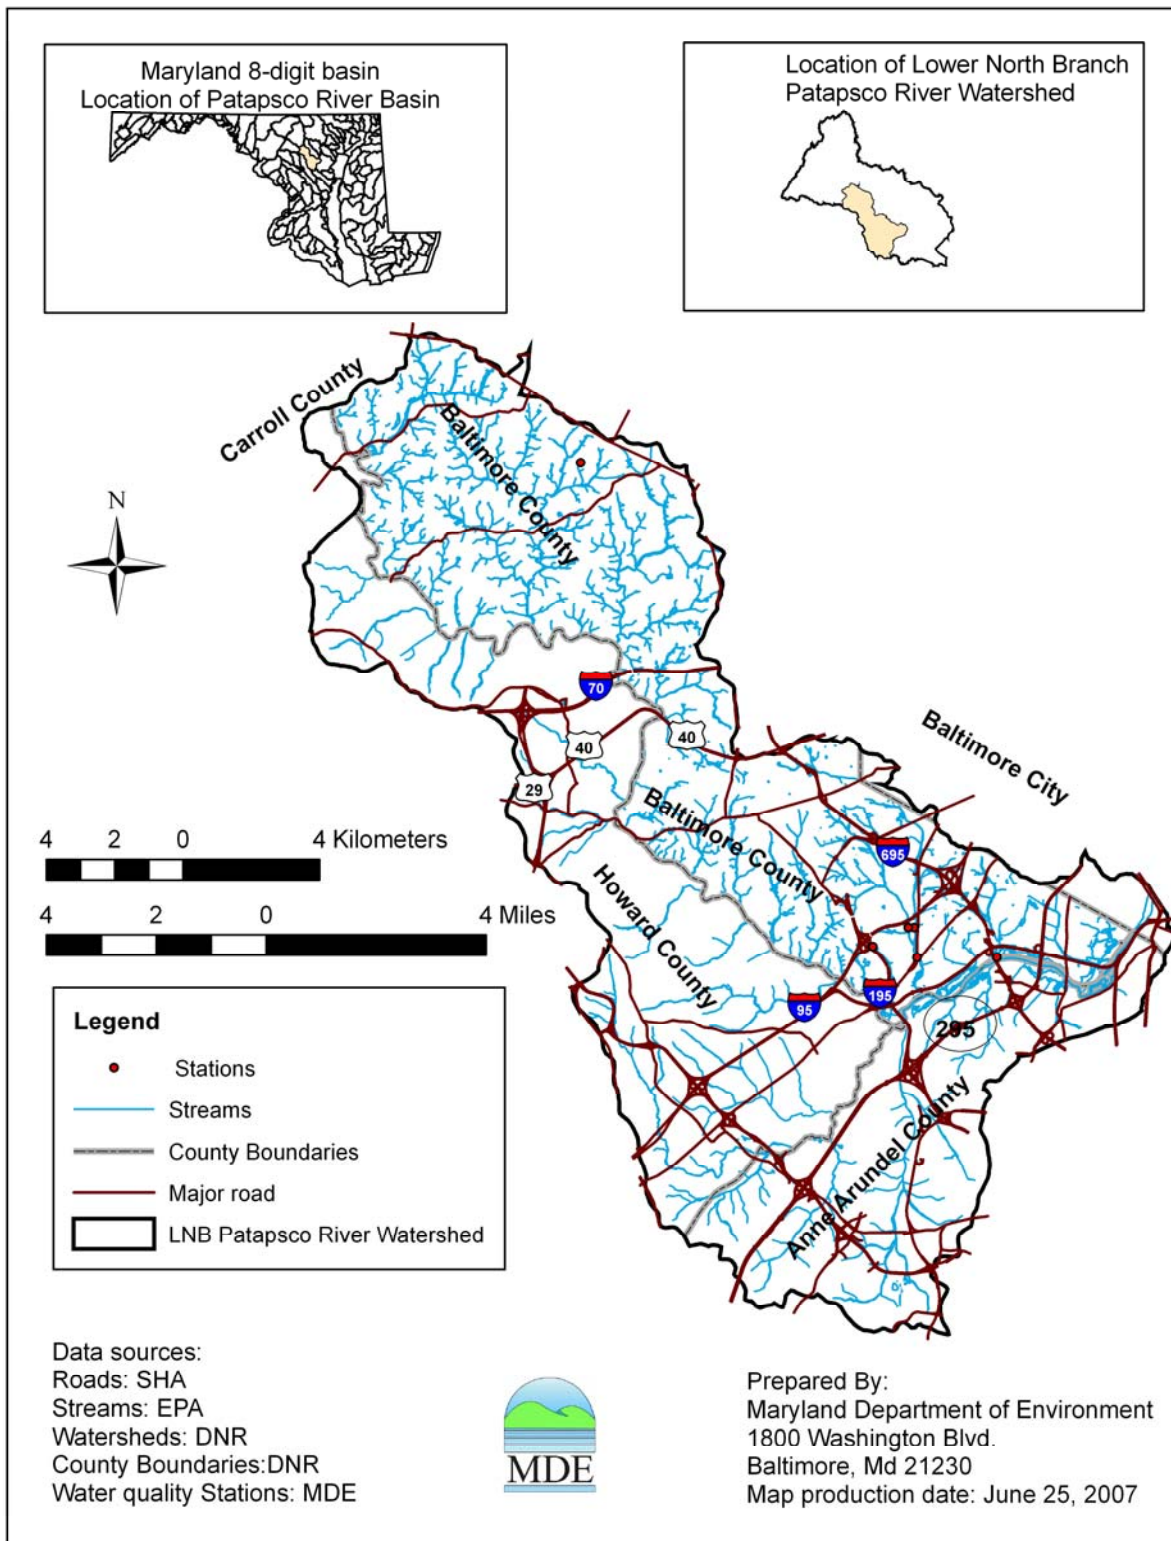 Maryland 8-digit basin
Location of Patapsco River Basin
Location of Lower North Branch
Patapsco River Watershed
Carroll County
Baltimore County
N
70
40
40
29
Baltimore City
Baltimore County
695
Howard County
4 2 0 4 Kilometers
4 2 0 4 Miles
195
95
295
Anne Arundel County
Legend
Stations
Streams
County Boundaries
Major road
LNB Patapsco River Watershed
Data sources:
Roads: SHA
Streams: EPA
Watersheds: DNR
County Boundaries:DNR
Water quality Stations: MDE
MDE
Prepared By:
Maryland Department of Environment
1800 Washington Blvd.
Baltimore, Md 21230
Map production date: June 25, 2007